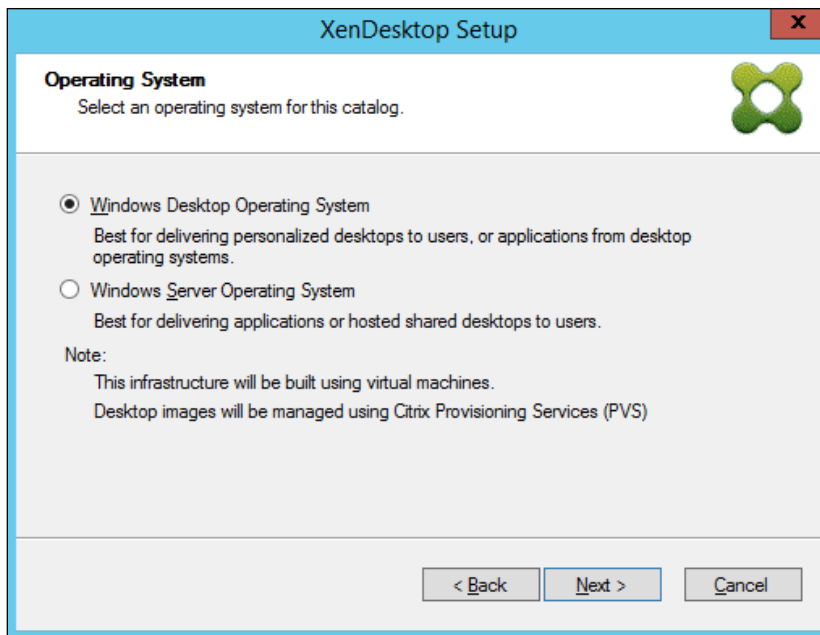 XenDesktop Setup
x
Operating System
Select an operating system for this catalog.
Windows Desktop Operating System
Best for delivering personalized desktops to users, or applications from desktop
operating systems.
Windows Server Operating System
Best for delivering applications or hosted shared desktops to users.
Note:
This infrastructure will be built using virtual machines.
Desktop images will be managed using Citrix Provisioning Services (PVS)
< Back Next > Cancel